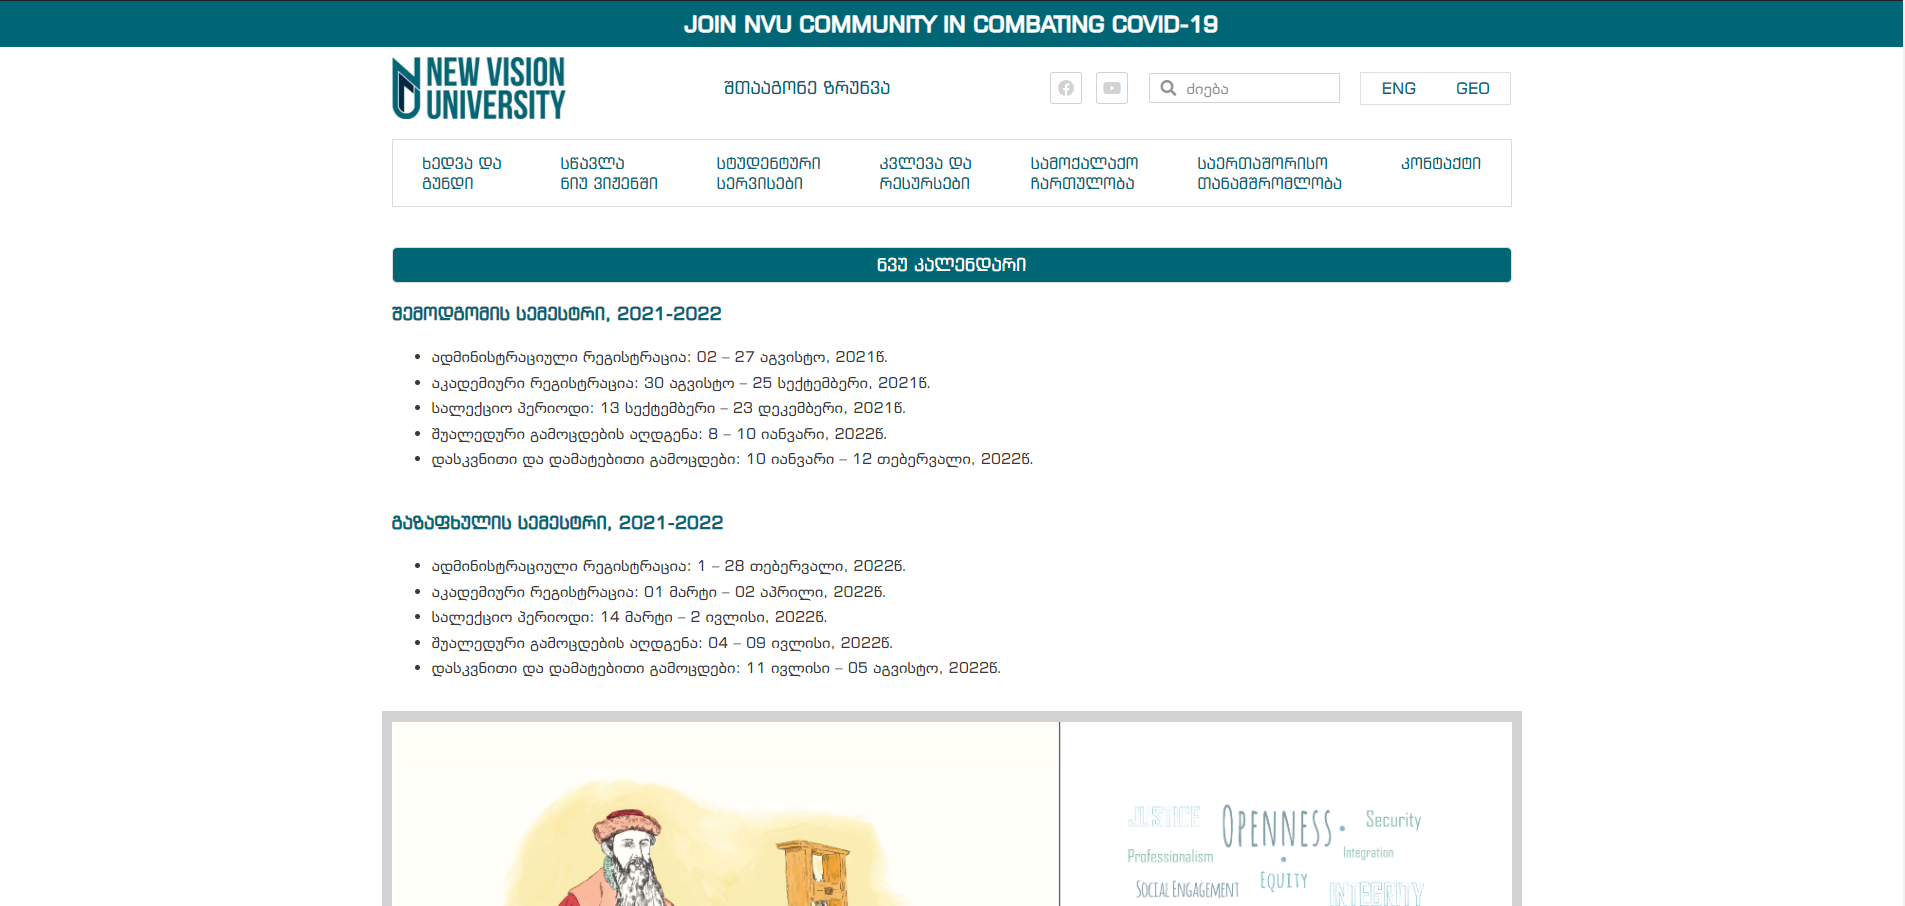 JOIN NVU COMMUNITY IN COMBATING COVID-19
NEW VISION
UNIVERSITY
შთააგონე ზრუნვა
ძიება
ENG
GEO
ხედვა და
გუნდი
სწავლა
ნიუ ვიჟენში
სტუდენტური
სერვისები
კვლევა და
რესურსები
სამოქალაქო
ჩართულობა
საერთაშორისო
თანამშრომლობა
კონტაქტი
ნვუ კალენდარი
შემოდგომის სემესტრი, 2021-2022
• ადმინისტრაციული რეგისტრაცია: 02 – 27 აგვისტო, 2021წ.
• აკადემიური რეგისტრაცია: 30 აგვისტო – 25 სექტემბერი, 2021წ.
• სალექციო პერიოდი: 13 სექტემბერი – 23 დეკემბერი, 2021წ.
• შუალედური გამოცდების აღდგენა: 8 – 10 იანვარი, 2022წ.
• დასკვნითი და დამატებითი გამოცდები: 10 იანვარი – 12 თებერვალი, 2022წ.
გაზაფხულის სემესტრი, 2021-2022
• ადმინისტრაციული რეგისტრაცია: 1 – 28 თებერვალი, 2022წ.
• აკადემიური რეგისტრაცია: 01 მარტი – 02 აპრილი, 2022წ.
• სალექციო პერიოდი: 14 მარტი – 2 ივლისი, 2022წ.
• შუალედური გამოცდების აღდგენა: 04 – 09 ივლისი, 2022წ.
• დასკვნითი და დამატებითი გამოცდები: 11 ივლისი – 05 აგვისტო, 2022წ.
JUSTICE
OPENNESS
Security
Professionalism
Integration
SOCIAL ENGAGEMENT
EQUITY
INTEGRITY